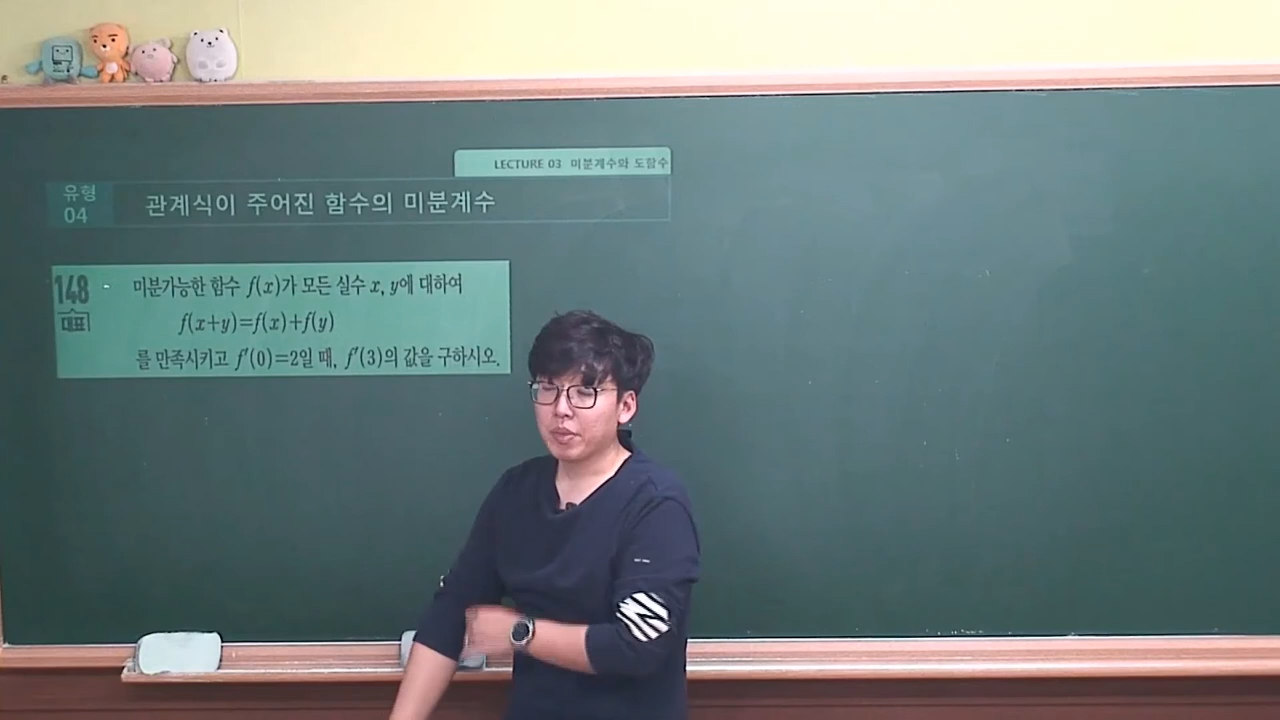 LECTURE 03 미분계수와 도함수
유형
04
관계식이 주어진 함수의 미분계수
148
대표
미분가능한 함수 f(x)가 모든 실수 x, y에 대하여
f(x+y)=f(x)+f(y)
를 만족시키고 f′(0)=2일 때, f′(3)의 값을 구하시오.